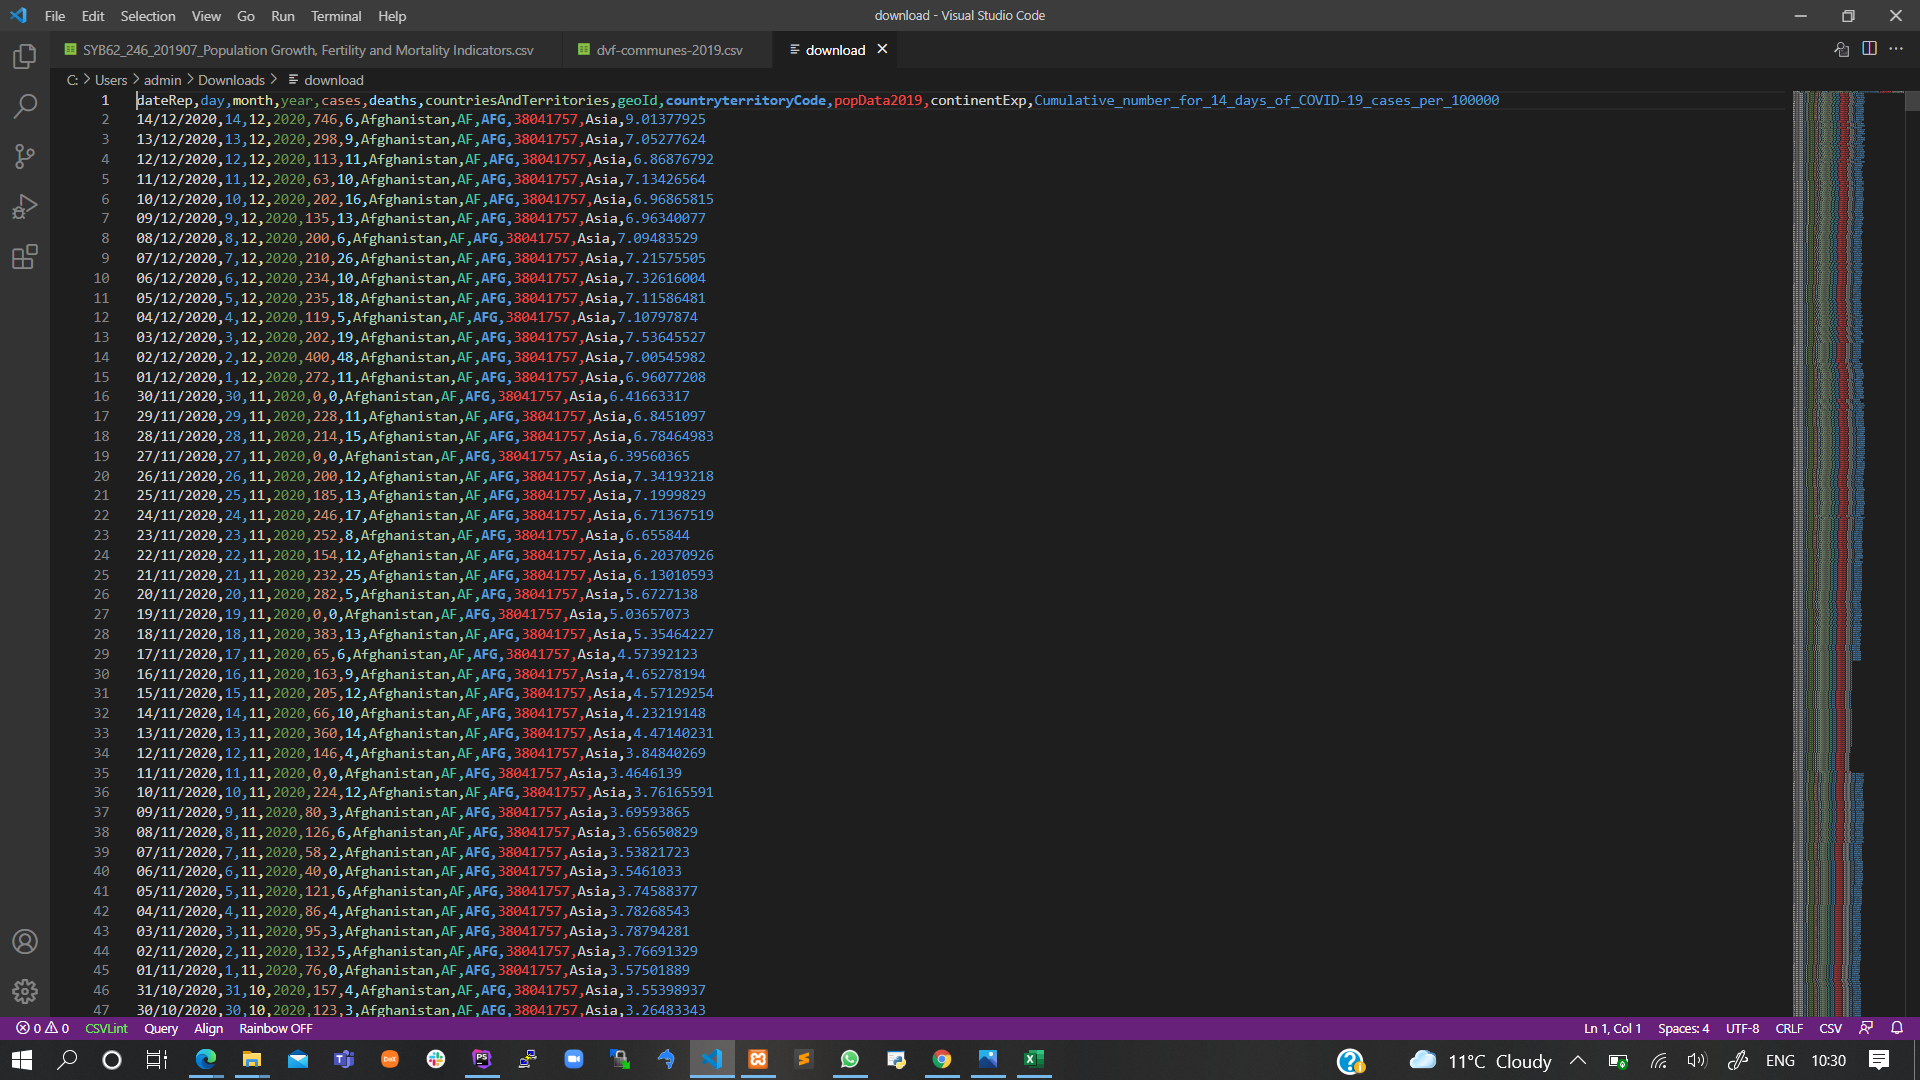 File Edit Selection View Go Run Terminal Help
download - Visual Studio Code
SYB62_246_201907_Population Growth, Fertility and Mortality Indicators.csv
dvf-communes-2019.csv
download
C: > Users > admin > Downloads > download
1 dateRep,day,month,year,cases,deaths,countriesAndTerritories,geoId,countryterritoryCode,popData2019,continentExp,Cumulative_number_for_14_days_of_COVID-19_cases_per_100000
2 14/12/2020,14,12,2020,746,6,Afghanistan,AF,AFG,38041757,Asia,9.01377925
3 13/12/2020,13,12,2020,298,9,Afghanistan,AF,AFG,38041757,Asia,7.05277624
4 12/12/2020,12,12,2020,113,11,Afghanistan,AF,AFG,38041757,Asia,6.86876792
5 11/12/2020,11,12,2020,63,10,Afghanistan,AF,AFG,38041757,Asia,7.13426564
6 10/12/2020,10,12,2020,202,16,Afghanistan,AF,AFG,38041757,Asia,6.96865815
7 09/12/2020,9,12,2020,135,13,Afghanistan,AF,AFG,38041757,Asia,6.96340077
8 08/12/2020,8,12,2020,200,6,Afghanistan,AF,AFG,38041757,Asia,7.09483529
9 07/12/2020,7,12,2020,210,26,Afghanistan,AF,AFG,38041757,Asia,7.21575505
10 06/12/2020,6,12,2020,234,10,Afghanistan,AF,AFG,38041757,Asia,7.32616004
11 05/12/2020,5,12,2020,235,18,Afghanistan,AF,AFG,38041757,Asia,7.11586481
12 04/12/2020,4,12,2020,119,5,Afghanistan,AF,AFG,38041757,Asia,7.10797874
13 03/12/2020,3,12,2020,202,19,Afghanistan,AF,AFG,38041757,Asia,7.53645527
14 02/12/2020,2,12,2020,400,48,Afghanistan,AF,AFG,38041757,Asia,7.00545982
15 01/12/2020,1,12,2020,272,11,Afghanistan,AF,AFG,38041757,Asia,6.96077208
16 30/11/2020,30,11,2020,0,0,Afghanistan,AF,AFG,38041757,Asia,6.41663317
17 29/11/2020,29,11,2020,228,11,Afghanistan,AF,AFG,38041757,Asia,6.8451097
18 28/11/2020,28,11,2020,214,15,Afghanistan,AF,AFG,38041757,Asia,6.78464983
19 27/11/2020,27,11,2020,0,0,Afghanistan,AF,AFG,38041757,Asia,6.39560365
20 26/11/2020,26,11,2020,200,12,Afghanistan,AF,AFG,38041757,Asia,7.34193218
21 25/11/2020,25,11,2020,185,13,Afghanistan,AF,AFG,38041757,Asia,7.1999829
22 24/11/2020,24,11,2020,246,17,Afghanistan,AF,AFG,38041757,Asia,6.71367519
23 23/11/2020,23,11,2020,252,8,Afghanistan,AF,AFG,38041757,Asia,6.655844
24 22/11/2020,22,11,2020,154,12,Afghanistan,AF,AFG,38041757,Asia,6.20370926
25 21/11/2020,21,11,2020,232,25,Afghanistan,AF,AFG,38041757,Asia,6.13010593
26 20/11/2020,20,11,2020,282,5,Afghanistan,AF,AFG,38041757,Asia,5.6727138
27 19/11/2020,19,11,2020,0,0,Afghanistan,AF,AFG,38041757,Asia,5.03657073
28 18/11/2020,18,11,2020,383,13,Afghanistan,AF,AFG,38041757,Asia,5.35464227
29 17/11/2020,17,11,2020,65,6,Afghanistan,AF,AFG,38041757,Asia,4.57392123
30 16/11/2020,16,11,2020,163,9,Afghanistan,AF,AFG,38041757,Asia,4.65278194
31 15/11/2020,15,11,2020,205,12,Afghanistan,AF,AFG,38041757,Asia,4.57129254
32 14/11/2020,14,11,2020,66,10,Afghanistan,AF,AFG,38041757,Asia,4.23219148
33 13/11/2020,13,11,2020,360,14,Afghanistan,AF,AFG,38041757,Asia,4.47140231
34 12/11/2020,12,11,2020,146,4,Afghanistan,AF,AFG,38041757,Asia,3.84840269
35 11/11/2020,11,11,2020,0,0,Afghanistan,AF,AFG,38041757,Asia,3.4646139
36 10/11/2020,10,11,2020,224,12,Afghanistan,AF,AFG,38041757,Asia,3.76165591
37 09/11/2020,9,11,2020,80,3,Afghanistan,AF,AFG,38041757,Asia,3.69593865
38 08/11/2020,8,11,2020,126,6,Afghanistan,AF,AFG,38041757,Asia,3.65650829
39 07/11/2020,7,11,2020,58,2,Afghanistan,AF,AFG,38041757,Asia,3.53821723
40 06/11/2020,6,11,2020,40,0,Afghanistan,AF,AFG,38041757,Asia,3.5461033
41 05/11/2020,5,11,2020,121,6,Afghanistan,AF,AFG,38041757,Asia,3.74588377
42 04/11/2020,4,11,2020,86,4,Afghanistan,AF,AFG,38041757,Asia,3.78268543
43 03/11/2020,3,11,2020,95,3,Afghanistan,AF,AFG,38041757,Asia,3.78794281
44 02/11/2020,2,11,2020,132,5,Afghanistan,AF,AFG,38041757,Asia,3.76691329
45 01/11/2020,1,11,2020,76,0,Afghanistan,AF,AFG,38041757,Asia,3.57501889
46 31/10/2020,31,10,2020,157,4,Afghanistan,AF,AFG,38041757,Asia,3.55398937
47 30/10/2020,30,10,2020,123,3,Afghanistan,AF,AFG,38041757,Asia,3.26483343
0 0 CSVLint Query Align Rainbow OFF
Ln 1, Col 1 Spaces: 4 UTF-8 CRLF CSV
11°C Cloudy ENG 10:30